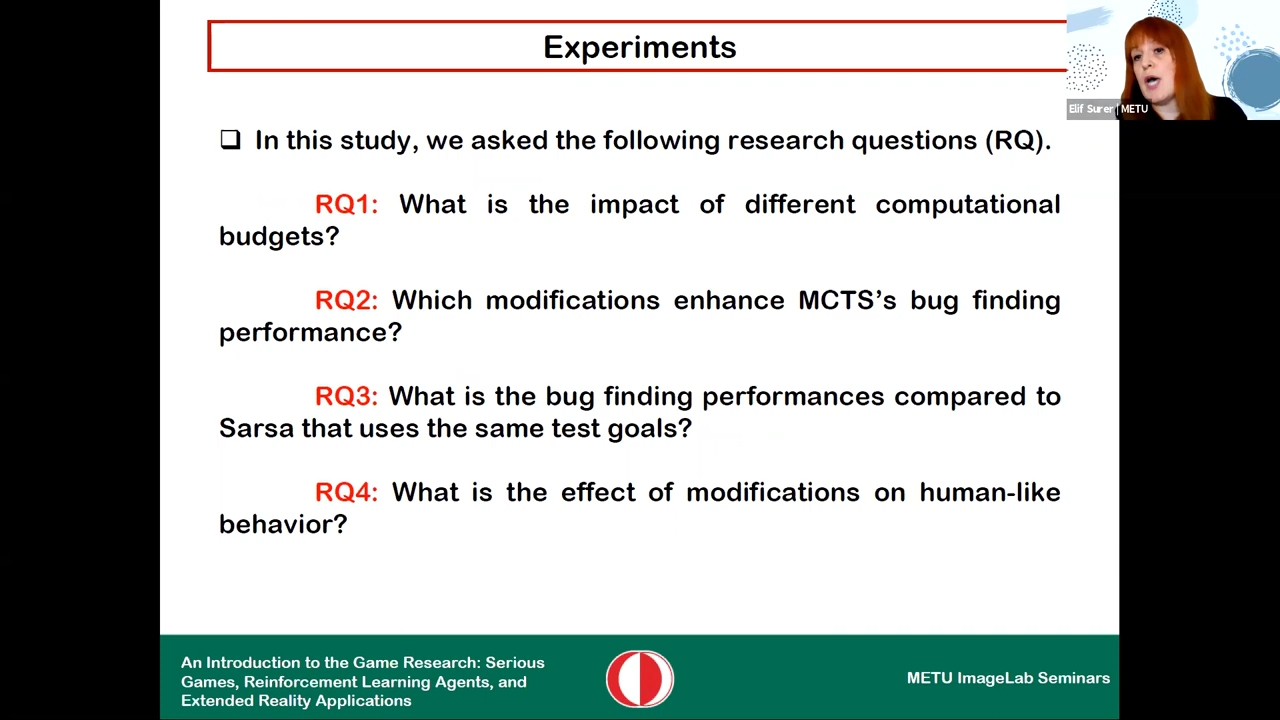 Experiments
Elif Surer | METU
❑ In this study, we asked the following research questions (RQ).
RQ1: What is the impact of different computational
budgets?
RQ2: Which modifications enhance MCTS’s bug finding
performance?
RQ3: What is the bug finding performances compared to
Sarsa that uses the same test goals?
RQ4: What is the effect of modifications on human-like
behavior?
An Introduction to the Game Research: Serious
Games, Reinforcement Learning Agents, and
Extended Reality Applications
METU ImageLab Seminars